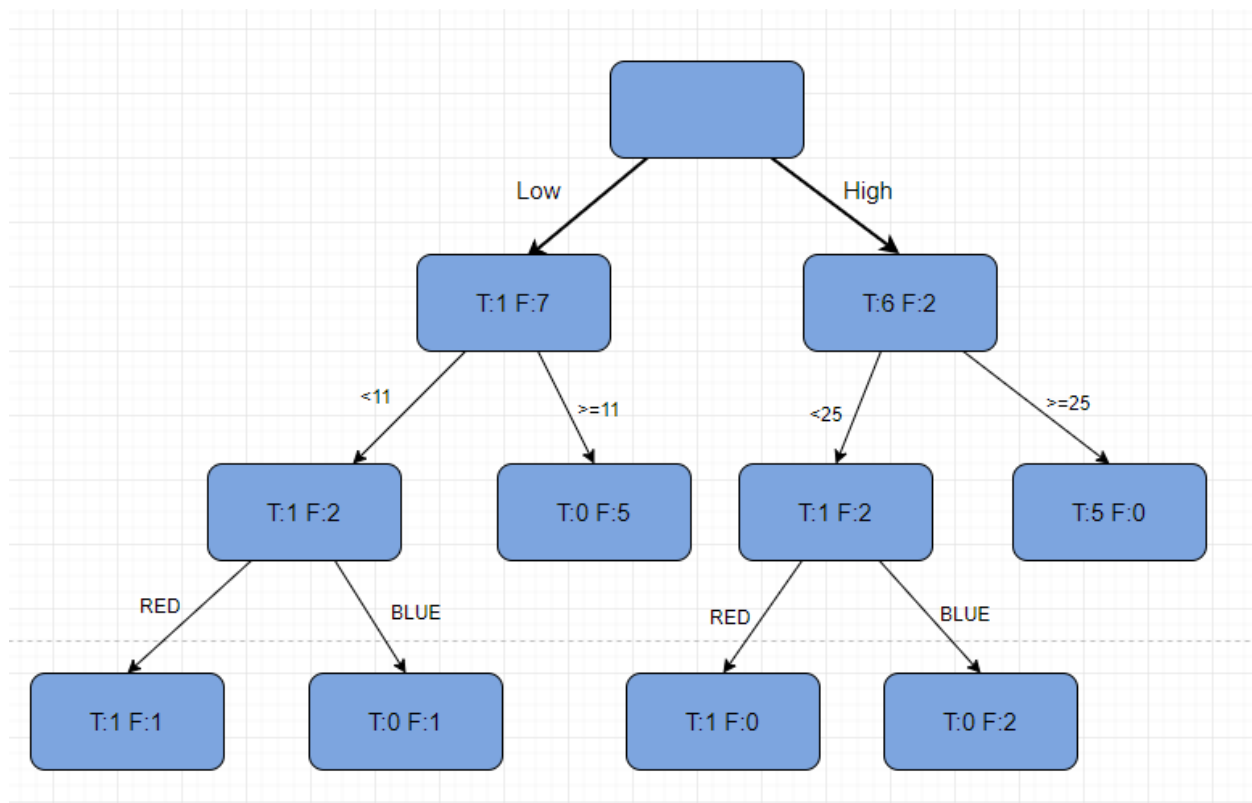 Low
High
T:1 F:7
T:6 F:2
<11
>=11
<25
>=25
T:1 F:2
T:0 F:5
T:1 F:2
T:5 F:0
RED
BLUE
RED
BLUE
T:1 F:1
T:0 F:1
T:1 F:0
T:0 F:2